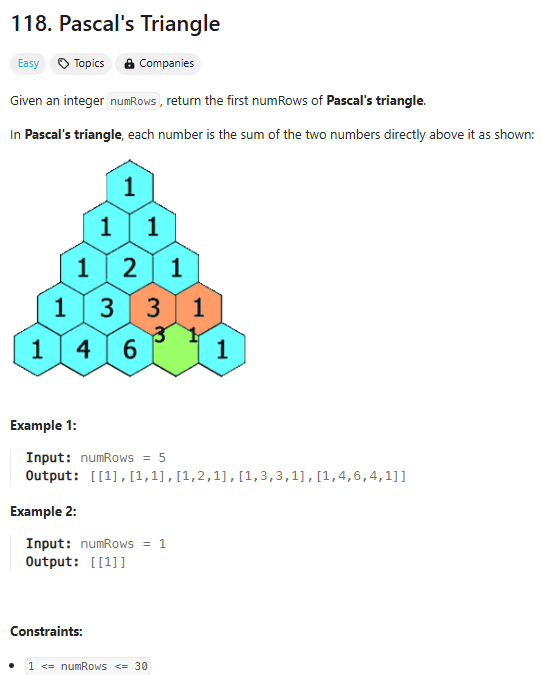 118. Pascal's Triangle
Easy Topics Companies
Given an integer numRows, return the first numRows of Pascal's triangle.
In Pascal's triangle, each number is the sum of the two numbers directly above it as shown:
1
1 1
1 2 1
1 3 3 1
3 1
1 4 6 1
Example 1:
Input: numRows = 5
Output: [[1],[1,1],[1,2,1],[1,3,3,1],[1,4,6,4,1]]
Example 2:
Input: numRows = 1
Output: [[1]]
Constraints:
• 1 <= numRows <= 30